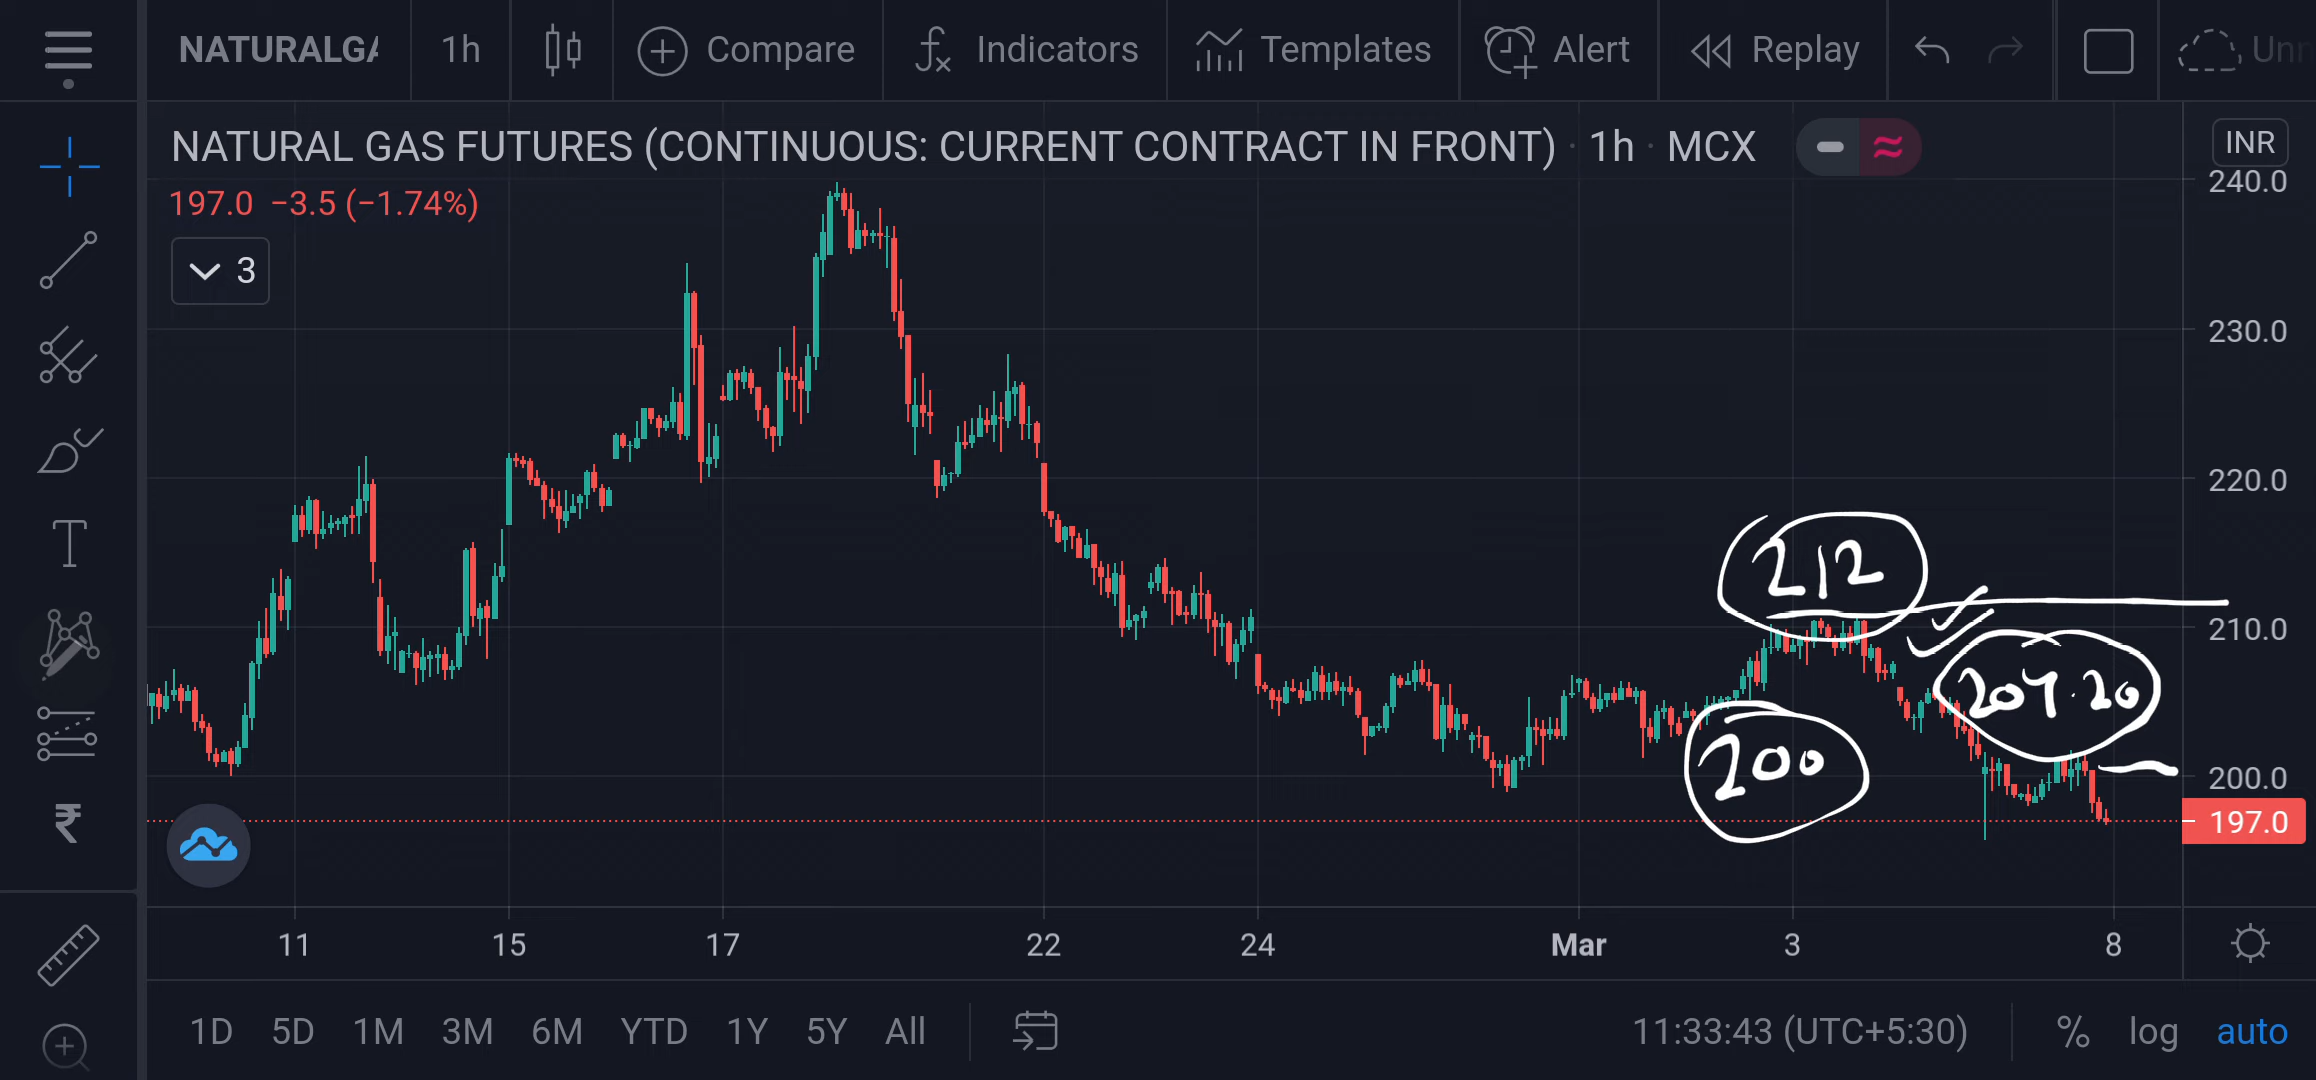 NATURALGA 1h Compare Indicators Templates Alert Replay
NATURAL GAS FUTURES (CONTINUOUS: CURRENT CONTRACT IN FRONT) · 1h · MCX
INR
197.0 −3.5 (−1.74%)
3
240.0
230.0
220.0
210.0
200.0
197.0
212
207.20
200
11 15 17 22 24 Mar 3 8
1D 5D 1M 3M 6M YTD 1Y 5Y All 11:33:43 (UTC+5:30) % log auto